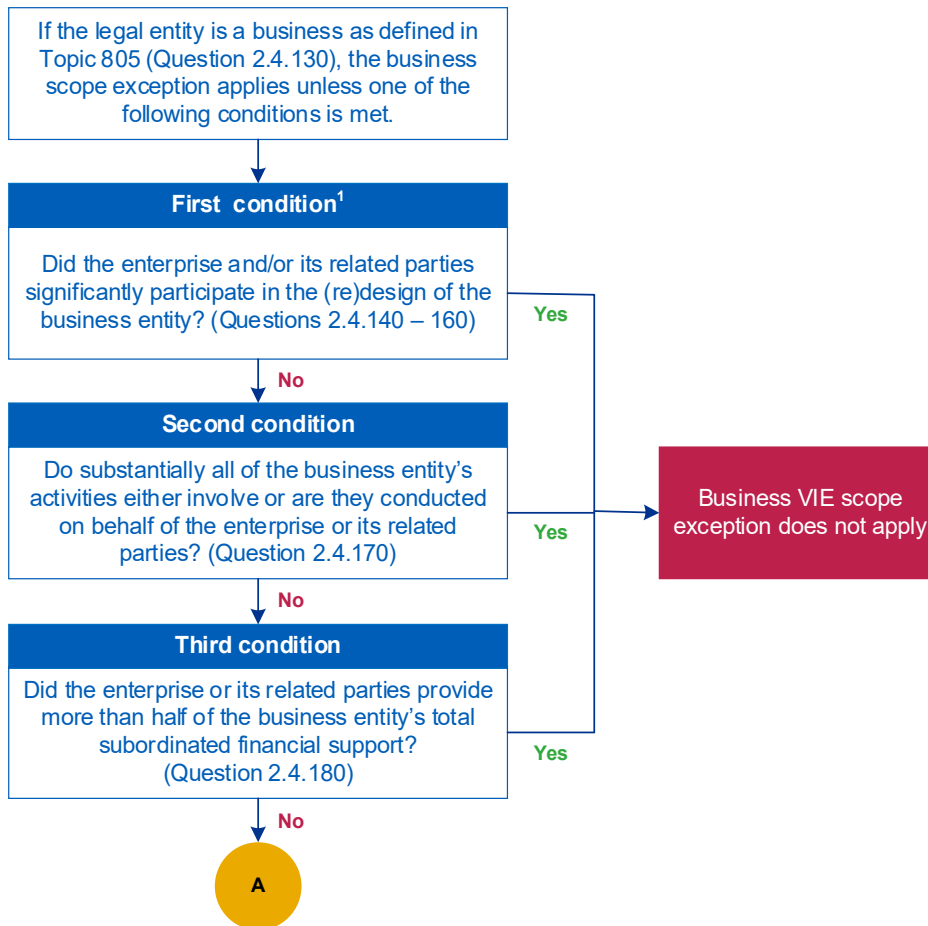 If the legal entity is a business as defined in
Topic 805 (Question 2.4.130), the business
scope exception applies unless one of the
following conditions is met.
First condition1
Did the enterprise and/or its related parties
significantly participate in the (re)design of the
business entity? (Questions 2.4.140 – 160)
Yes
No
Second condition
Do substantially all of the business entity's
activities either involve or are they conducted
on behalf of the enterprise or its related
parties? (Question 2.4.170)
Yes
Business VIE scope
exception does not apply
No
Third condition
Did the enterprise or its related parties provide
more than half of the business entity's total
subordinated financial support?
(Question 2.4.180)
Yes
No
A